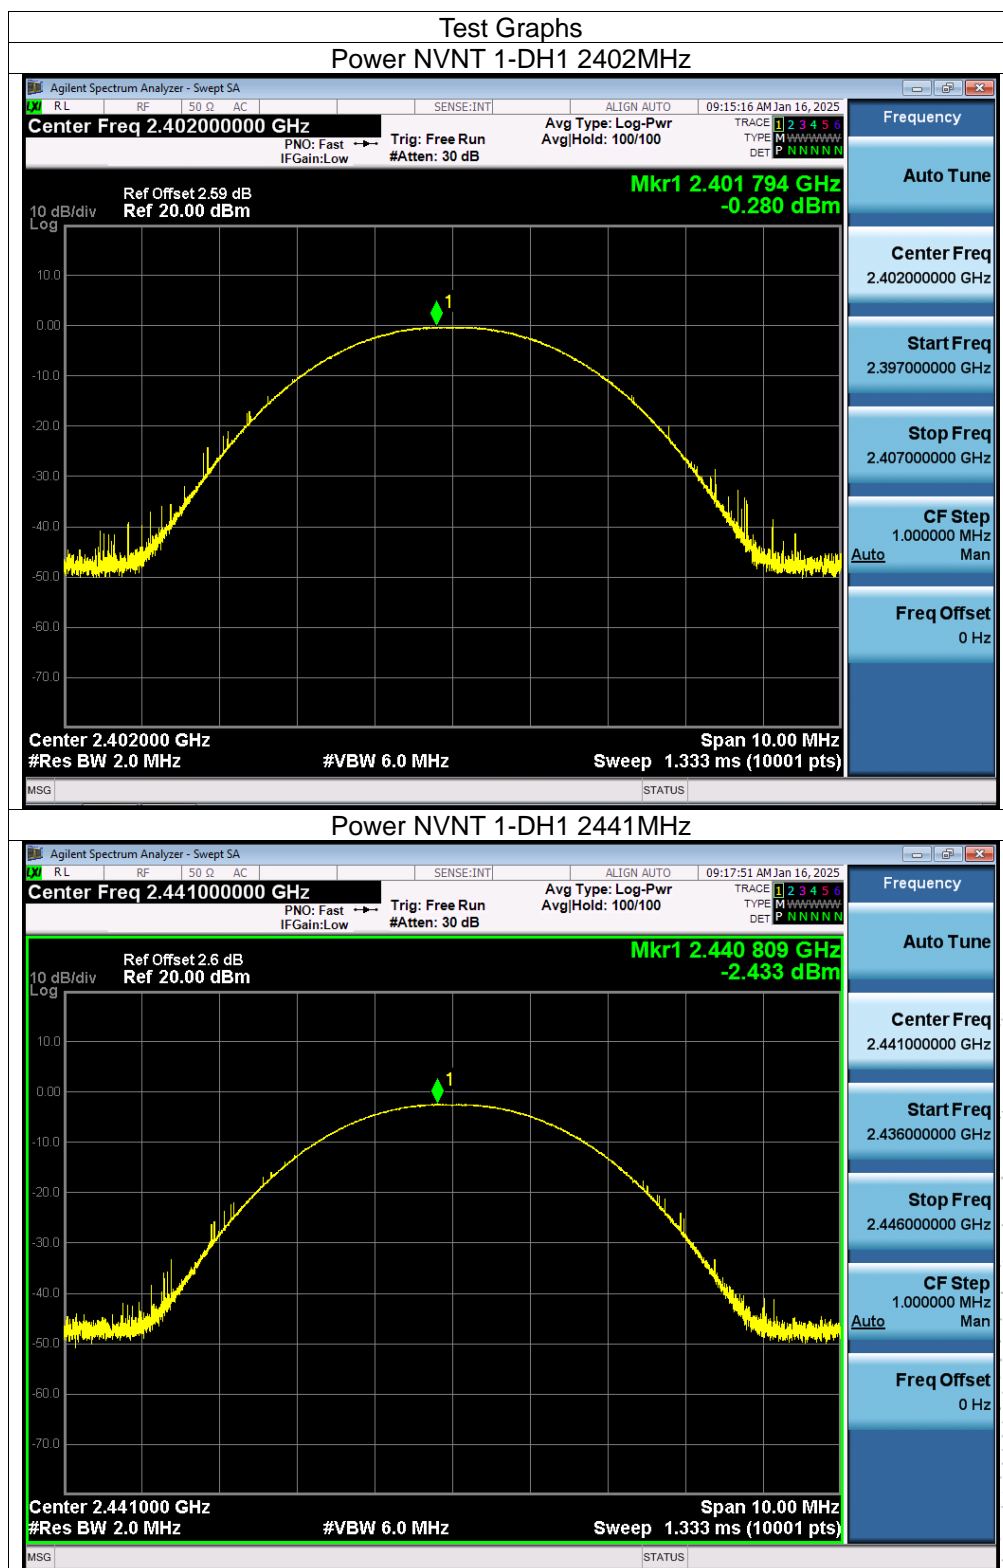 Test Graphs
Power NVNT 1-DH1 2402MHz
Agilent Spectrum Analyzer - Swept SA
LXI RL RF 50 Ω AC SENSE:INT ALIGN AUTO 09:15:16 AM Jan 16, 2025
Center Freq 2.402000000 GHz
PNO: Fast
IFGain:Low
Trig: Free Run
#Atten: 30 dB
Avg Type: Log-Pwr
Avg|Hold: 100/100
TRACE 1 2 3 4 5 6
TYPE M W W W W W
DET P N N N N N
Frequency
Mkr1 2.401 794 GHz
-0.280 dBm
Ref Offset 2.59 dB
10 dB/div Ref 20.00 dBm
Log
10.0
0.00
-10.0
-20.0
-30.0
-40.0
-50.0
-60.0
-70.0
1
Center 2.402000 GHz Span 10.00 MHz
#Res BW 2.0 MHz #VBW 6.0 MHz Sweep 1.333 ms (10001 pts)
Auto Tune
Center Freq
2.402000000 GHz
Start Freq
2.397000000 GHz
Stop Freq
2.407000000 GHz
CF Step
1.000000 MHz
Auto Man
Freq Offset
0 Hz
MSG STATUS
Power NVNT 1-DH1 2441MHz
Agilent Spectrum Analyzer - Swept SA
LXI RL RF 50 Ω AC SENSE:INT ALIGN AUTO 09:17:51 AM Jan 16, 2025
Center Freq 2.441000000 GHz
PNO: Fast
IFGain:Low
Trig: Free Run
#Atten: 30 dB
Avg Type: Log-Pwr
Avg|Hold: 100/100
TRACE 1 2 3 4 5 6
TYPE M W W W W W
DET P N N N N N
Frequency
Mkr1 2.440 809 GHz
-2.433 dBm
Ref Offset 2.6 dB
10 dB/div Ref 20.00 dBm
Log
10.0
0.00
-10.0
-20.0
-30.0
-40.0
-50.0
-60.0
-70.0
1
Center 2.441000 GHz Span 10.00 MHz
#Res BW 2.0 MHz #VBW 6.0 MHz Sweep 1.333 ms (10001 pts)
Auto Tune
Center Freq
2.441000000 GHz
Start Freq
2.436000000 GHz
Stop Freq
2.446000000 GHz
CF Step
1.000000 MHz
Auto Man
Freq Offset
0 Hz
MSG STATUS